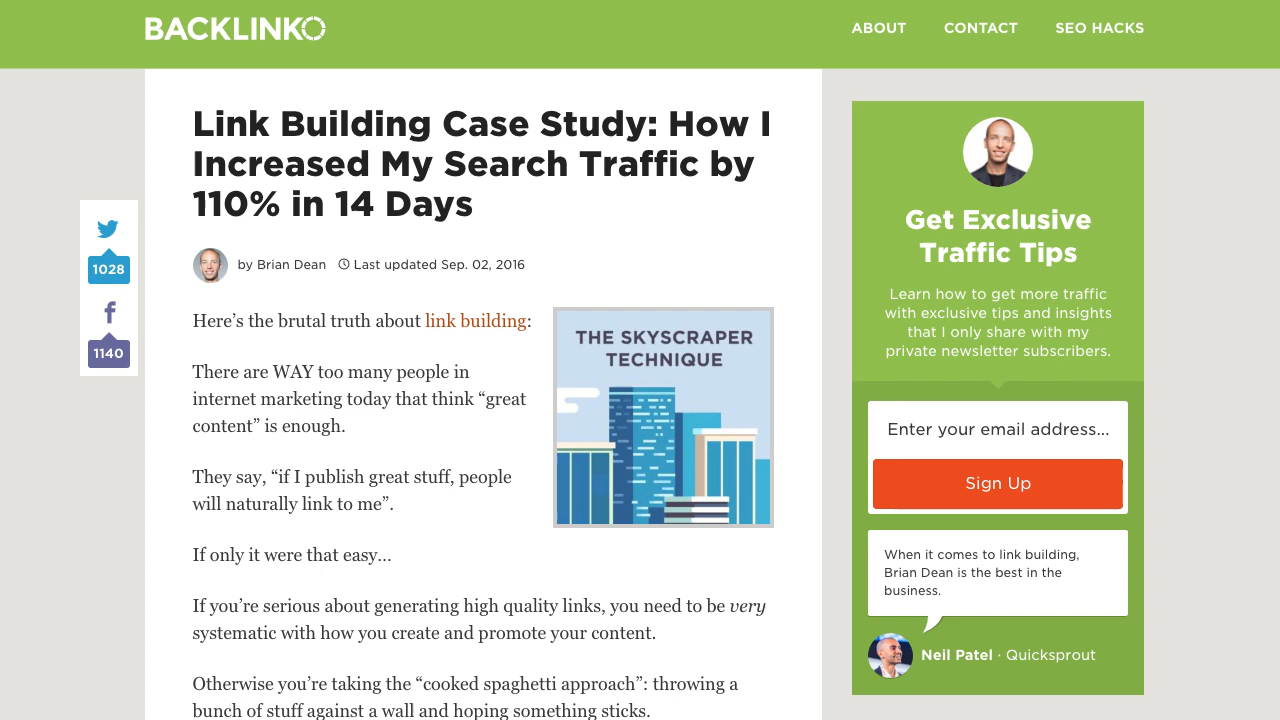 BACKLINKO
ABOUT
CONTACT
SEO HACKS
Link Building Case Study: How I
Increased My Search Traffic by
110% in 14 Days
by Brian Dean
Last updated Sep. 02, 2016
1028
1140
Here’s the brutal truth about link building:
There are WAY too many people in
internet marketing today that think “great
content” is enough.
They say, “if I publish great stuff, people
will naturally link to me”.
THE SKYSCRAPER
TECHNIQUE
If only it were that easy…
If you’re serious about generating high quality links, you need to be very
systematic with how you create and promote your content.
Otherwise you’re taking the “cooked spaghetti approach”: throwing a
bunch of stuff against a wall and hoping something sticks.
Get Exclusive
Traffic Tips
Learn how to get more traffic
with exclusive tips and insights
that I only share with my
private newsletter subscribers.
Enter your email address...
Sign Up
When it comes to link building,
Brian Dean is the best in the
business.
Neil Patel · Quicksprout